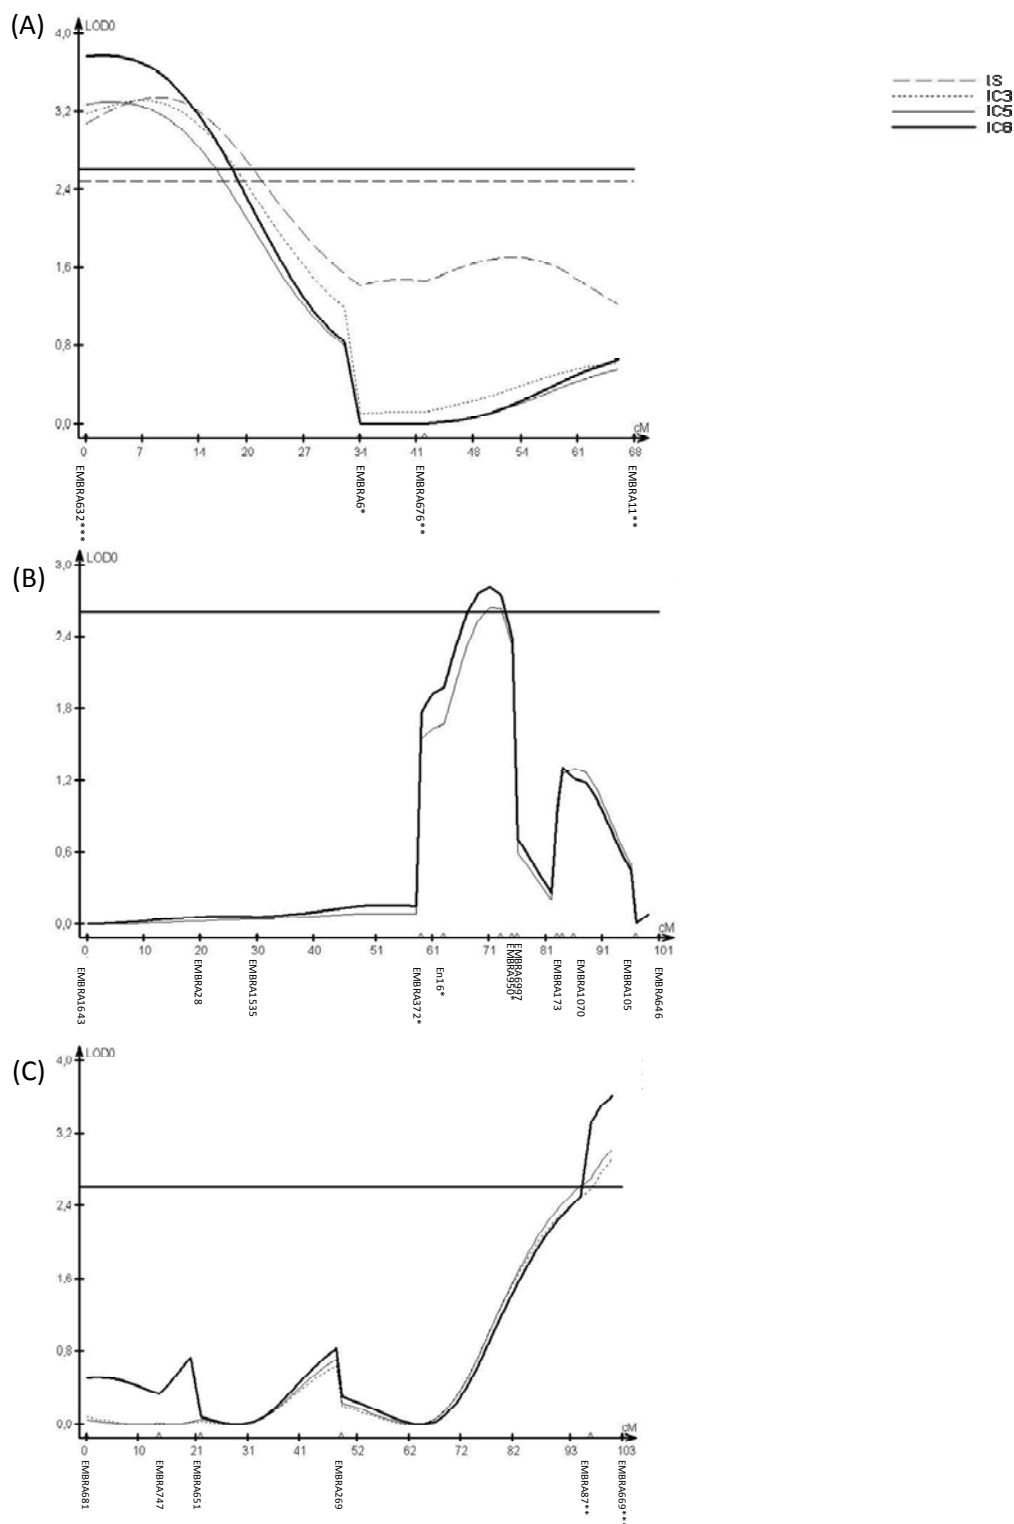 (A)
LOD0
4,0
3,2
2,4
1,6
0,8
0,0
IS
IC3
IC5
IC6
cM
0 7 14 20 27 34 41 48 54 61 68
EMBRA632***
EMBRA6*
EMBRA676**
EMBRA11**
(B)
LOD0
3,0
2,4
1,8
1,2
0,6
0,0
cM
0 10 20 30 40 51 61 71 81 91 101
EMBRA1643
EMBRA28
EMBRA1535
EMBRA372*
En16*
EMBRA173
EMBRA1070
EMBRA105
EMBRA646
(C)
LOD0
4,0
3,2
2,4
1,6
0,8
0,0
cM
0 10 21 31 41 52 62 72 82 93 103
EMBRA681
EMBRA747
EMBRA651
EMBRA269
EMBRA87**